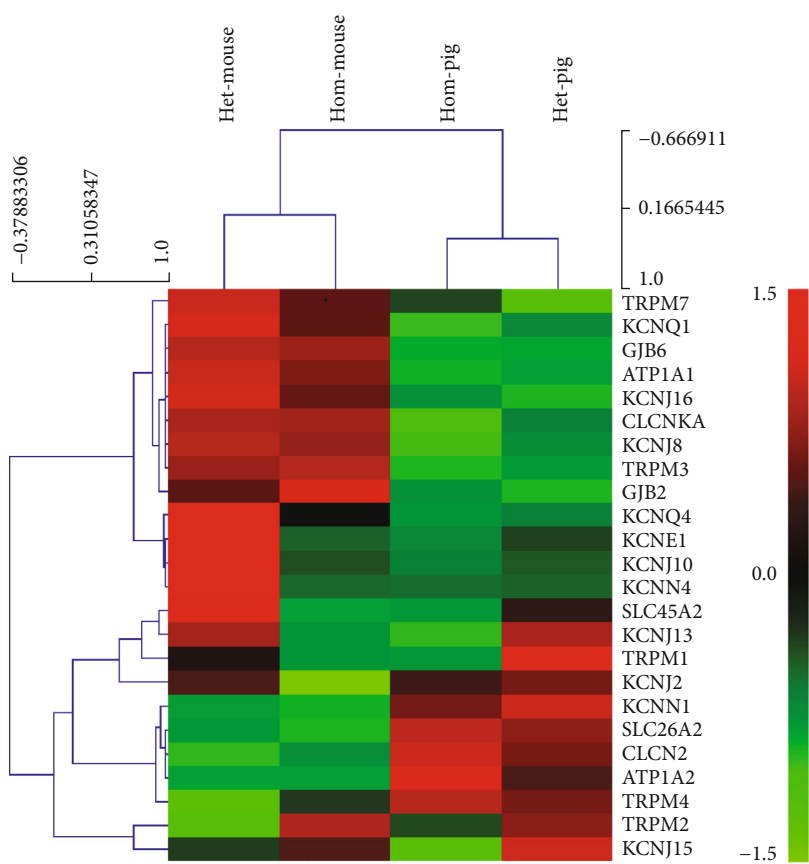 Het-mouse
Hom-mouse
Hom-pig
Het-pig
−0.666911
0.1665445
1.0
−0.37883306
0.31058347
1.0
TRPM7
KCNQ1
GJB6
ATP1A1
KCNJ16
CLCNKA
KCNJ8
TRPM3
GJB2
KCNQ4
KCNE1
KCNJ10
KCNN4
SLC45A2
KCNJ13
TRPM1
KCNJ2
KCNN1
SLC26A2
CLCN2
ATP1A2
TRPM4
TRPM2
KCNJ15
1.5
0.0
−1.5